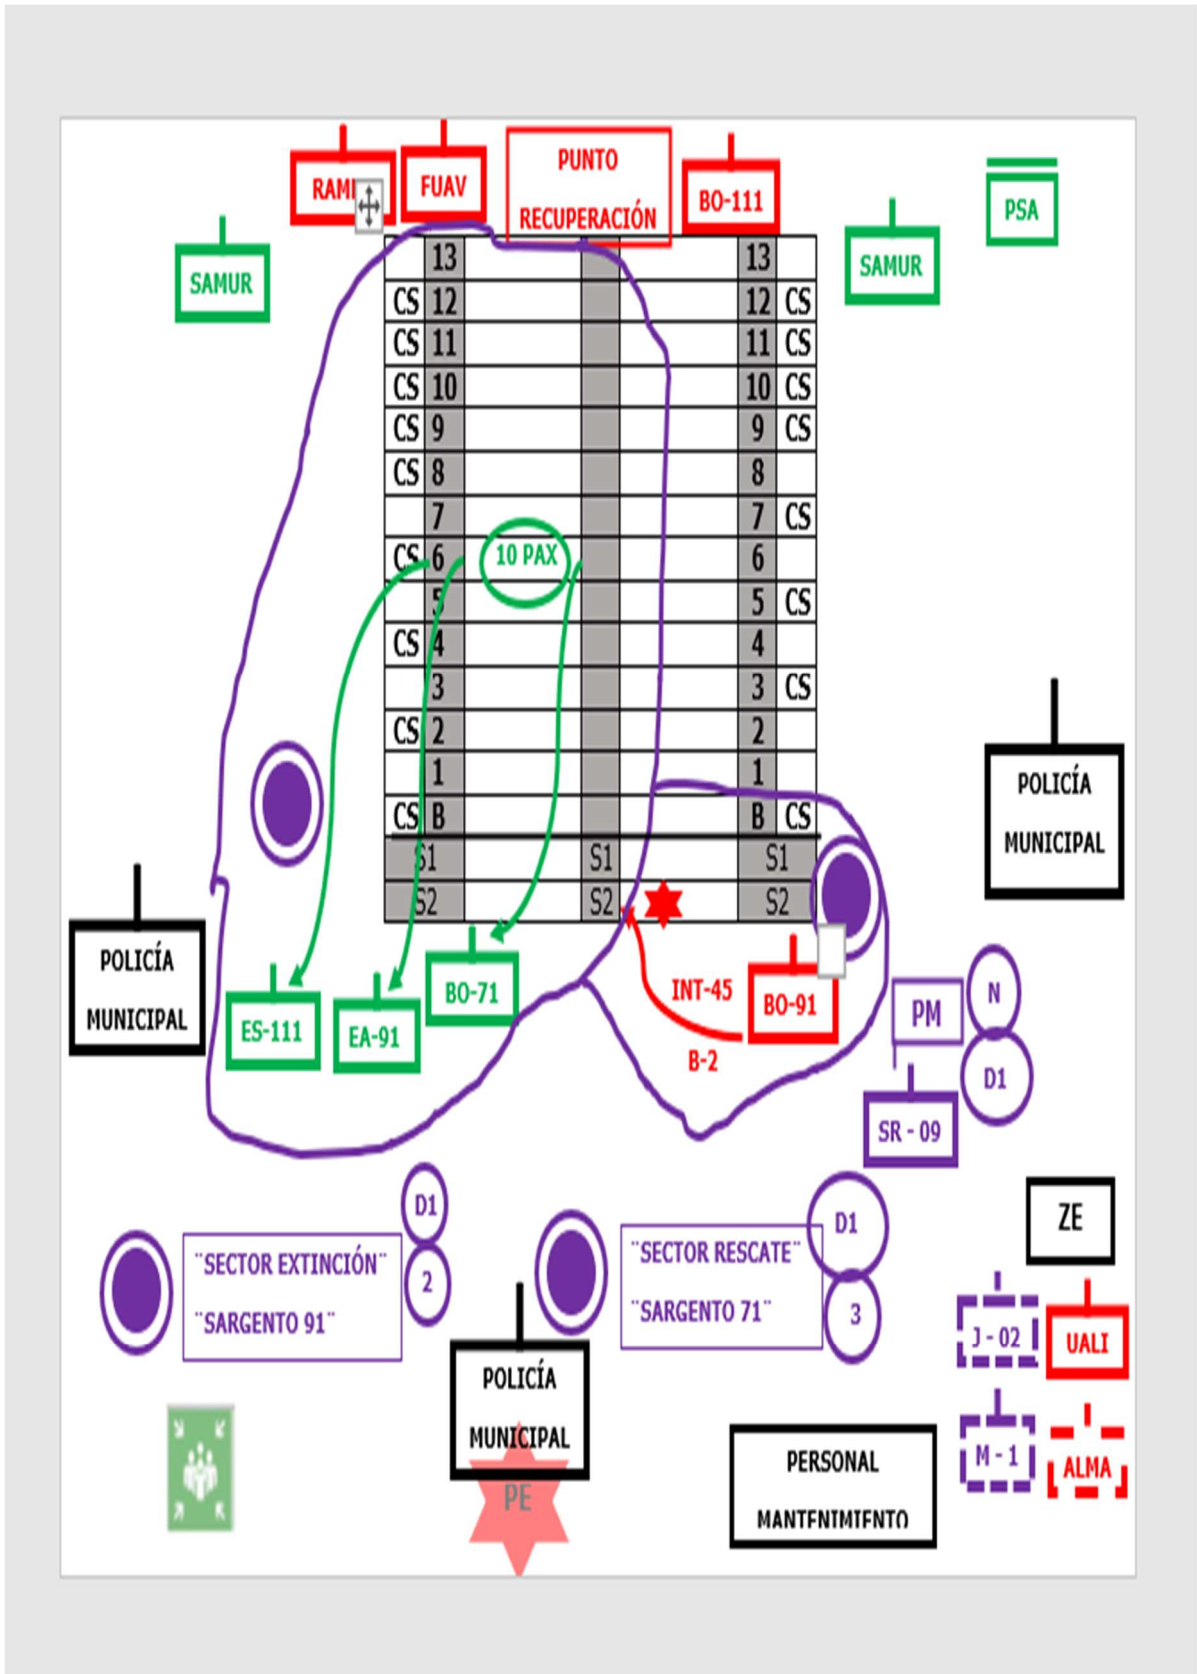 RAMI
FUAV
PUNTO
RECUPERACIÓN
BO-111
PSA
SAMUR
SAMUR
13 13
CS 12 12 CS
CS 11 11 CS
CS 10 10 CS
CS 9 9 CS
CS 8 8
7 7 CS
CS 6 10 PAX 6
5 5 CS
CS 4 4
3 3 CS
CS 2 2
1 1
CS B B CS
S1 S1 S1
S2 S2 S2
POLICÍA
MUNICIPAL
POLICÍA
MUNICIPAL
ES-111
EA-91
BO-71
INT-45
B-2
BO-91
PM
N
D1
SR - 09
¨SECTOR EXTINCIÓN¨
¨SARGENTO 91¨
D1
2
¨SECTOR RESCATE¨
¨SARGENTO 71¨
D1
3
ZE
J - 02
UALI
M - 1
ALMA
POLICÍA
MUNICIPAL
PE
PERSONAL
MANTENIMIENTO